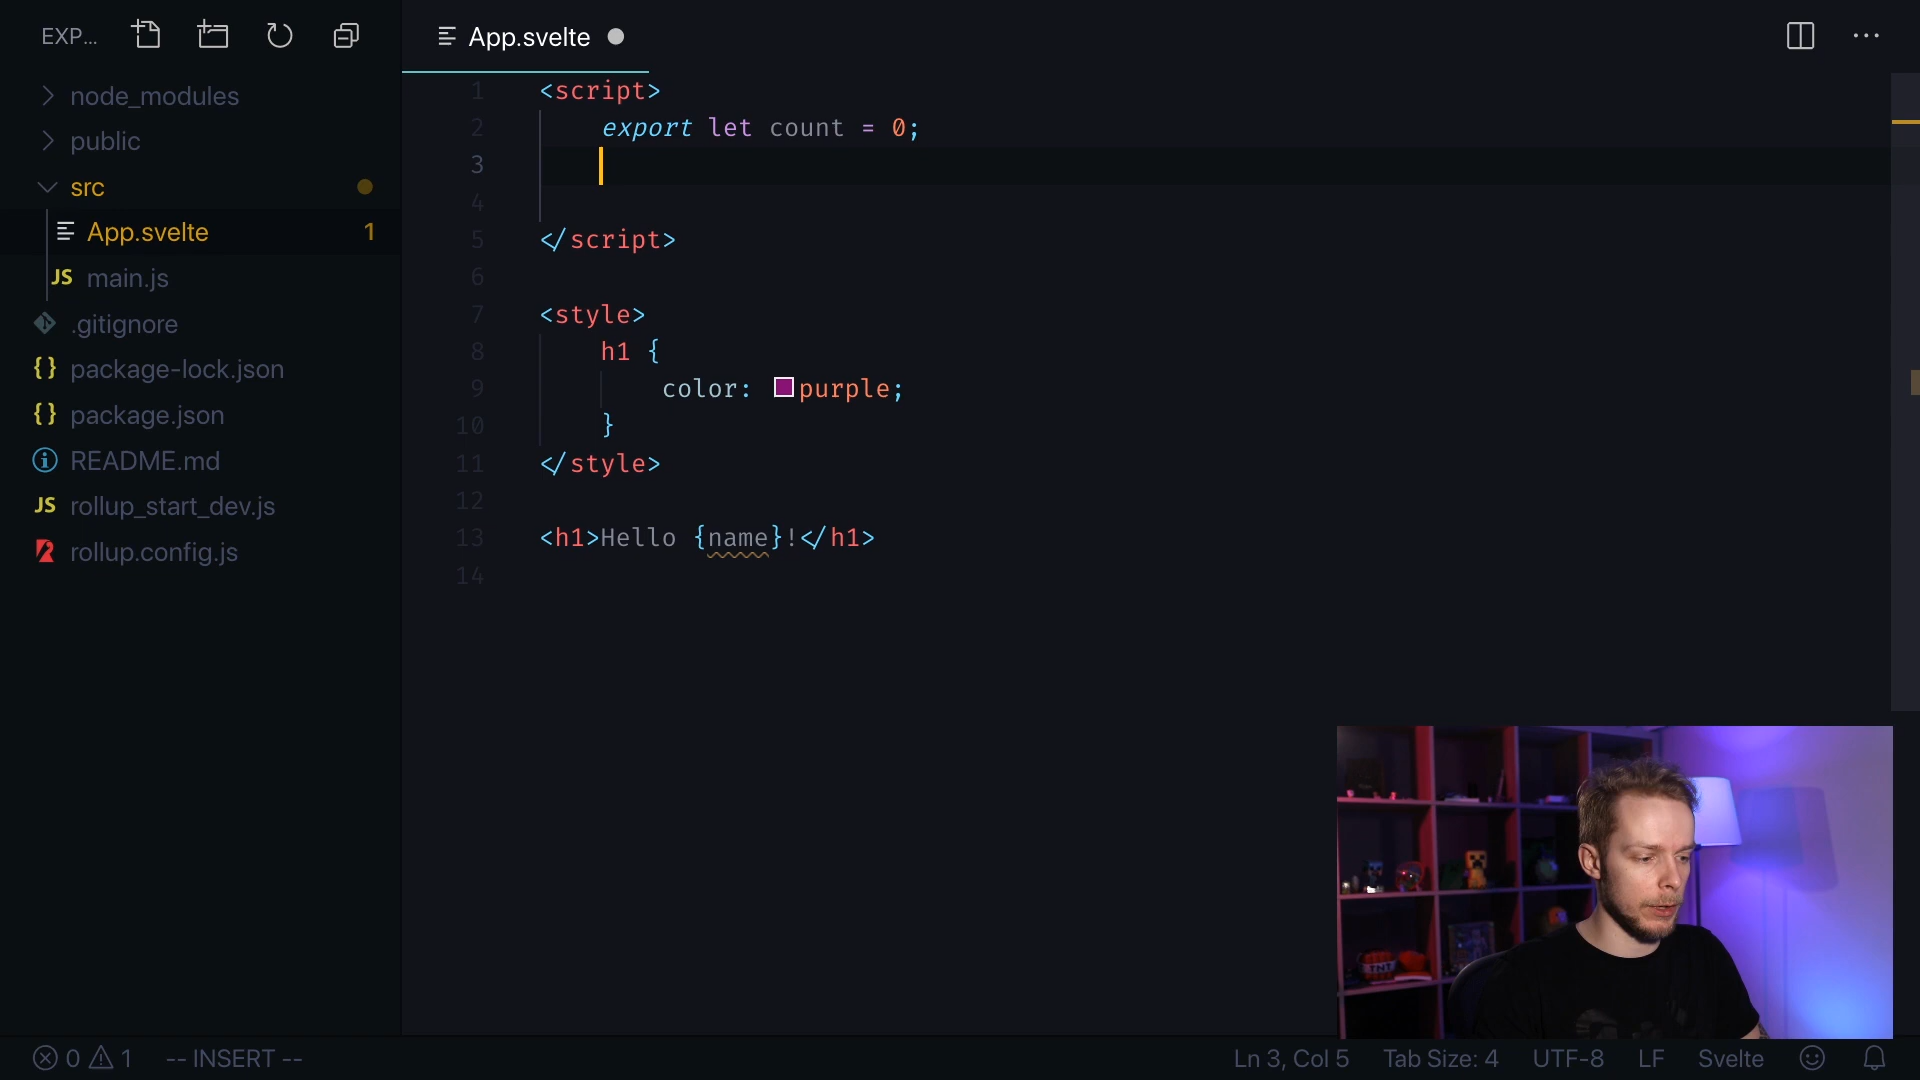 EXP...
node_modules
public
src
App.svelte 1
JS main.js
.gitignore
{} package-lock.json
{} package.json
README.md
JS rollup_start_dev.js
rollup.config.js
App.svelte
1 <script>
2 export let count = 0;
3
4
5 </script>
6
7 <style>
8 h1 {
9 color: purple;
10 }
11 </style>
12
13 <h1>Hello {name}!</h1>
14
TNT
0 1 -- INSERT --
Ln 3, Col 5 Tab Size: 4 UTF-8 LF Svelte